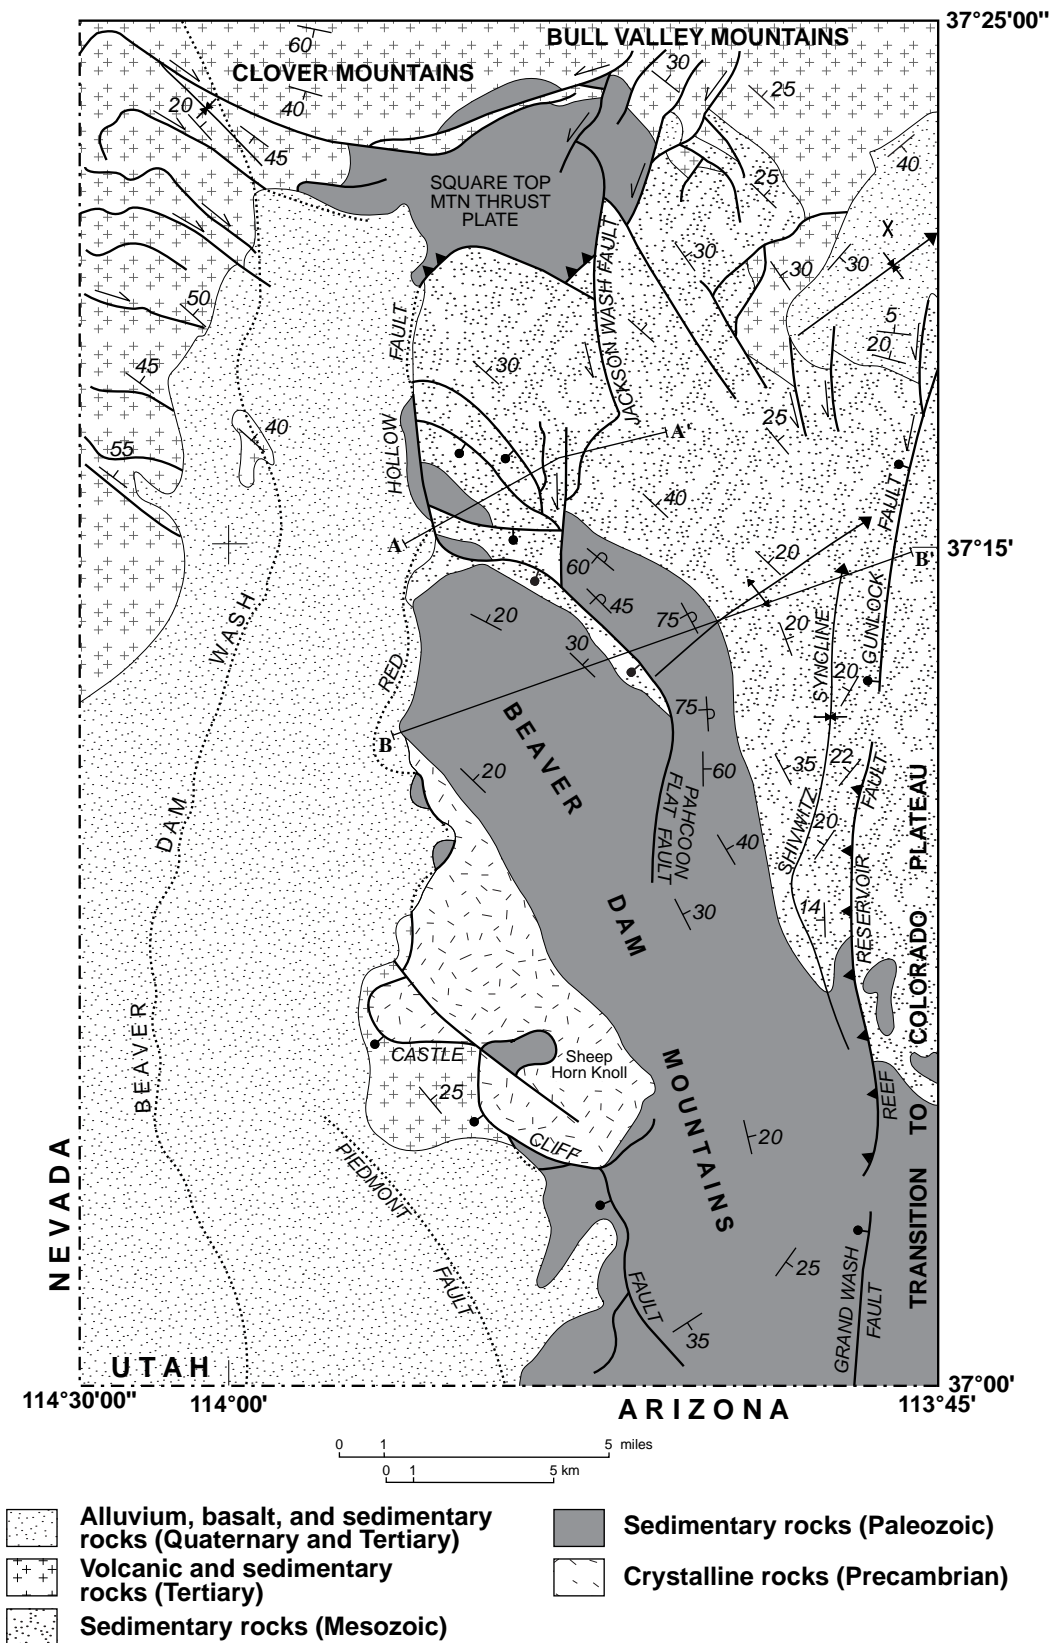 37°25'00"
BULL VALLEY MOUNTAINS
CLOVER MOUNTAINS
60
30
25
20
40
45
40
25
SQUARE TOP
MTN THRUST
PLATE
30
30
30
X
50
5
20
FAULT
JACKSON WASH FAULT
45
30
25
40
HOLLOW
A'
55
40
FAULT
A
37°15'
B'
20
60
45
75
20
30
20
WASH
RED
SYNCLINE
GUNLOCK
20
75
B
BEAVER
20
60
PAHCOON
FLAT FAULT
35
22
FAULT
PLATEAU
DAM
40
20
SHIVWITZ
30
14
DAM
RESERVOIR
COLORADO
BEAVER
CASTLE
Sheep
Horn Knoll
25
MOUNTAINS
REEF
TO
CLIFF
20
PIEDMONT
FAULT
NEVADA
TRANSITION
25
FAULT
35
GRAND WASH
FAULT
UTAH
37°00'
114°30'00"
114°00'
ARIZONA
113°45'
0 1 5 miles
0 1 5 km
Alluvium, basalt, and sedimentary
rocks (Quaternary and Tertiary)
Volcanic and sedimentary
rocks (Tertiary)
Sedimentary rocks (Mesozoic)
Sedimentary rocks (Paleozoic)
Crystalline rocks (Precambrian)